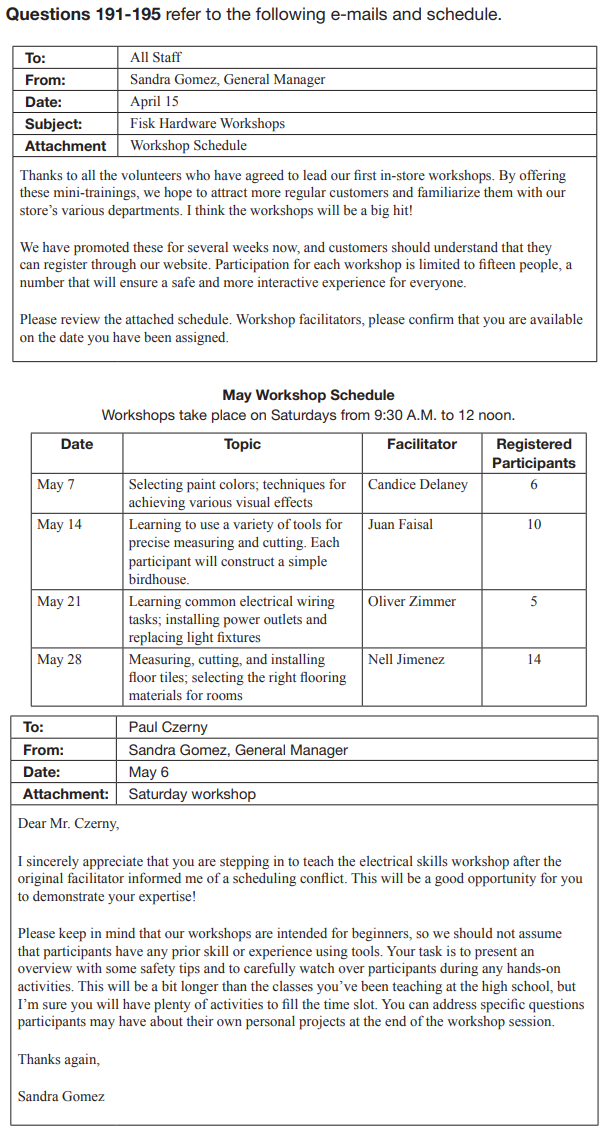 Questions 191-195 refer to the following e-mails and schedule.
To: All Staff
From: Sandra Gomez, General Manager
Date: April 15
Subject: Fisk Hardware Workshops
Attachment Workshop Schedule
Thanks to all the volunteers who have agreed to lead our first in-store workshops. By offering
these mini-trainings, we hope to attract more regular customers and familiarize them with our
store's various departments. I think the workshops will be a big hit!
We have promoted these for several weeks now, and customers should understand that they
can register through our website. Participation for each workshop is limited to fifteen people, a
number that will ensure a safe and more interactive experience for everyone.
Please review the attached schedule. Workshop facilitators, please confirm that you are available
on the date you have been assigned.
May Workshop Schedule
Workshops take place on Saturdays from 9:30 A.M. to 12 noon.
Date Topic Facilitator Registered
Participants
May 7 Selecting paint colors; techniques for Candice Delaney 6
achieving various visual effects
May 14 Learning to use a variety of tools for Juan Faisal 10
precise measuring and cutting. Each
participant will construct a simple
birdhouse.
May 21 Learning common electrical wiring Oliver Zimmer 5
tasks; installing power outlets and
replacing light fixtures
May 28 Measuring, cutting, and installing Nell Jimenez 14
floor tiles; selecting the right flooring
materials for rooms
To: Paul Czerny
From: Sandra Gomez, General Manager
Date: May 6
Attachment: Saturday workshop
Dear Mr. Czerny,
I sincerely appreciate that you are stepping in to teach the electrical skills workshop after the
original facilitator informed me of a scheduling conflict. This will be a good opportunity for you
to demonstrate your expertise!
Please keep in mind that our workshops are intended for beginners, so we should not assume
that participants have any prior skill or experience using tools. Your task is to present an
overview with some safety tips and to carefully watch over participants during any hands-on
activities. This will be a bit longer than the classes you've been teaching at the high school, but
I'm sure you will have plenty of activities to fill the time slot. You can address specific questions
participants may have about their own personal projects at the end of the workshop session.
Thanks again,
Sandra Gomez